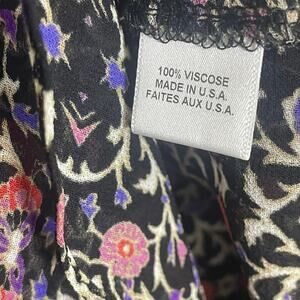 100% VISCOSE
MADE IN U.S.A.
FAITES AUX U.S.A.